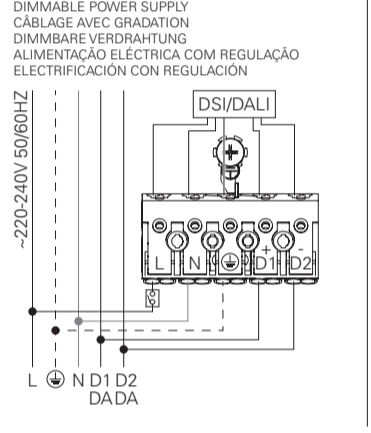 DIMMABLE POWER SUPPLY
CÂBLAGE AVEC GRADATION
DIMMBARE VERDRAHTUNG
ALIMENTAÇÃO ELÉCTRICA COM REGULAÇÃO
ELECTRIFICACIÓN CON REGULACIÓN
~220-240V 50/60HZ
DSI/DALI
+ -
L N D1 D2
L N D1 D2
DA DA